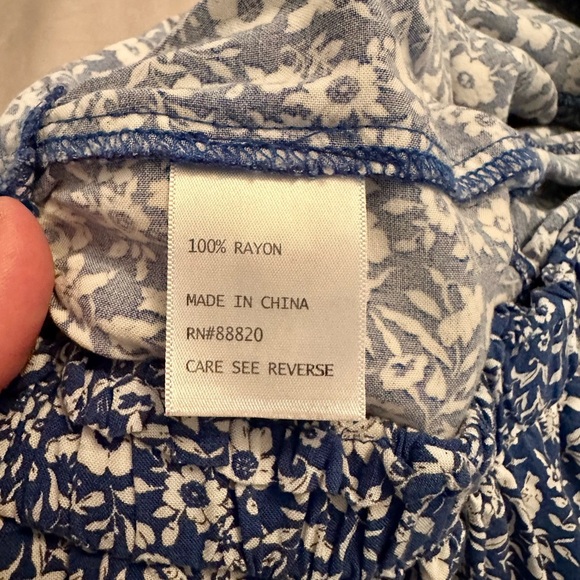 100% RAYON
MADE IN CHINA
RN#88820
CARE SEE REVERSE